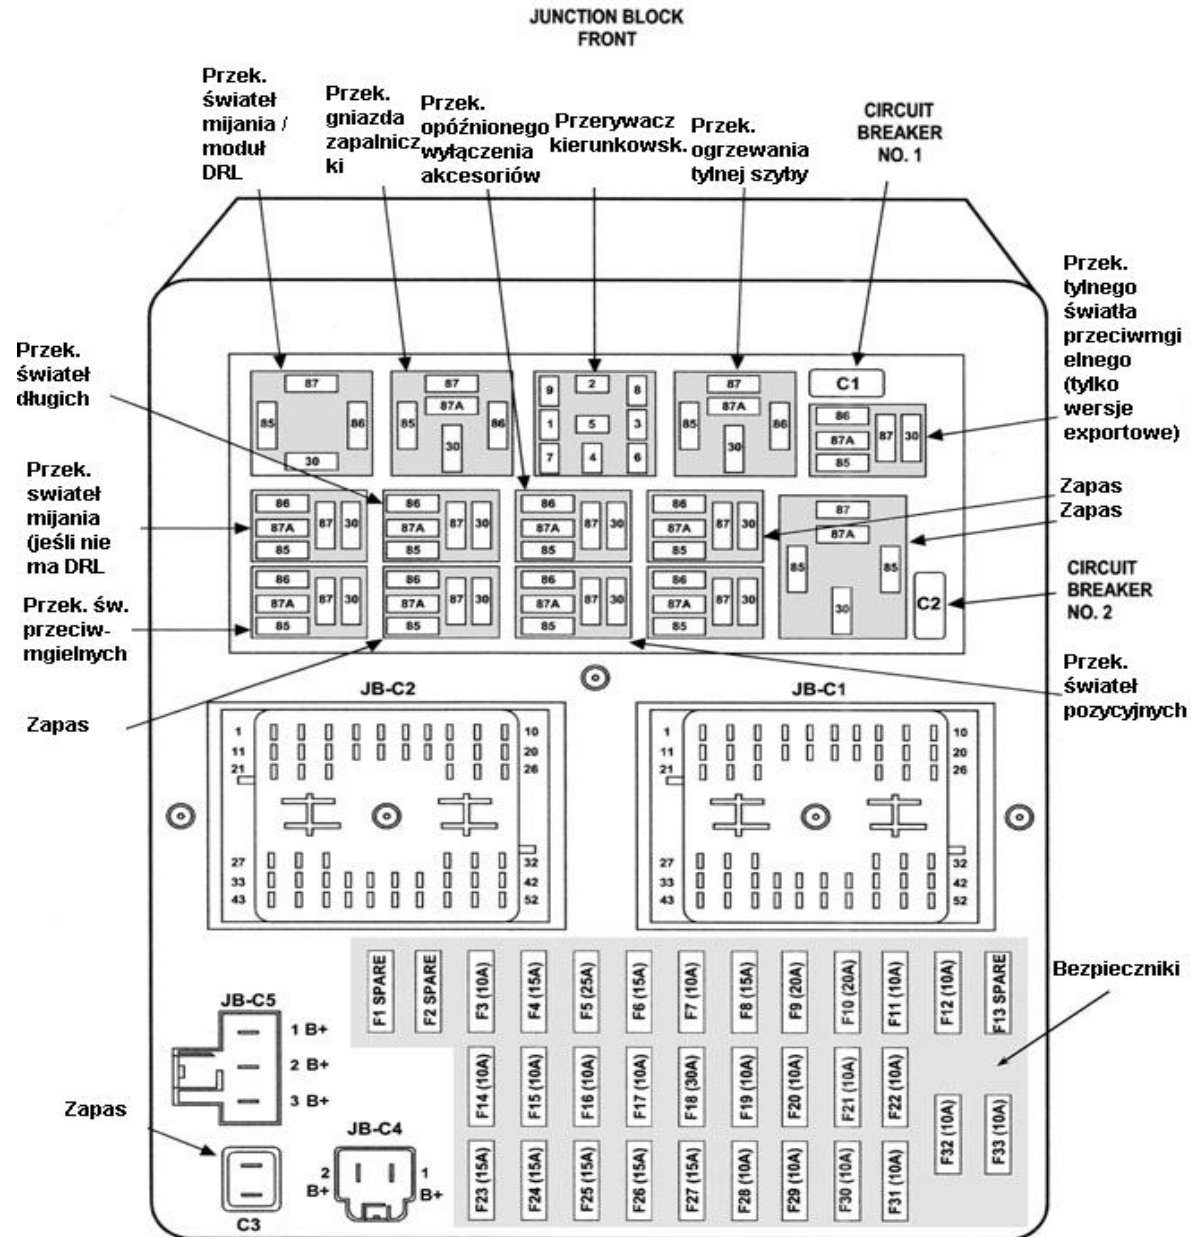 JUNCTION BLOCK
FRONT
Przek.
świateł
mijania /
moduł
DRL
Przek.
gniazda
zapalnicz
ki
Przek.
opóźnionego
wyłączenia
akcesoriów
Przerywacz
kierunkowsk.
Przek.
ogrzewania
tylnej szyby
CIRCUIT
BREAKER
NO. 1
Przek.
tylnego
światła
przeciwmgi
elnego
(tylko
wersje
exportowe)
Przek.
świateł
długich
Przek.
swiateł
mijania
(jeśli nie
ma DRL
Przek. św.
przeciw-
mgielnych
Zapas
Zapas
Zapas
CIRCUIT
BREAKER
NO. 2
Przek.
świateł
pozycyjnych
87
85 86
30
87
87A
85 86
30
9 2 8
1 5 3
7 4 6
87
87A
85 86
30
C1
86
87A 87 30
85
86
87A 87 30
85
86
87A 87 30
85
86
87A 87 30
85
86
87A 87 30
85
87
87A
85 85
30
C2
86
87A 87 30
85
86
87A 87 30
85
86
87A 87 30
85
86
87A 87 30
85
JB-C2
1 10
11 20
21 26
27 32
33 42
43 52
JB-C1
1 10
11 20
21 26
27 32
33 42
43 52
Bezpieczniki
F1 SPARE
F2 SPARE
F3 (10A)
F4 (15A)
F5 (25A)
F6 (15A)
F7 (10A)
F8 (15A)
F9 (20A)
F10 (20A)
F11 (10A)
F12 (10A)
F13 SPARE
F14 (10A)
F15 (10A)
F16 (10A)
F17 (10A)
F18 (30A)
F19 (10A)
F20 (10A)
F21 (10A)
F22 (10A)
F32 (10A)
F33 (10A)
F23 (15A)
F24 (15A)
F25 (15A)
F26 (15A)
F27 (15A)
F28 (10A)
F29 (10A)
F30 (10A)
F31 (10A)
JB-C5
1 B+
2 B+
3 B+
Zapas
C3
JB-C4
2 1
B+ B+